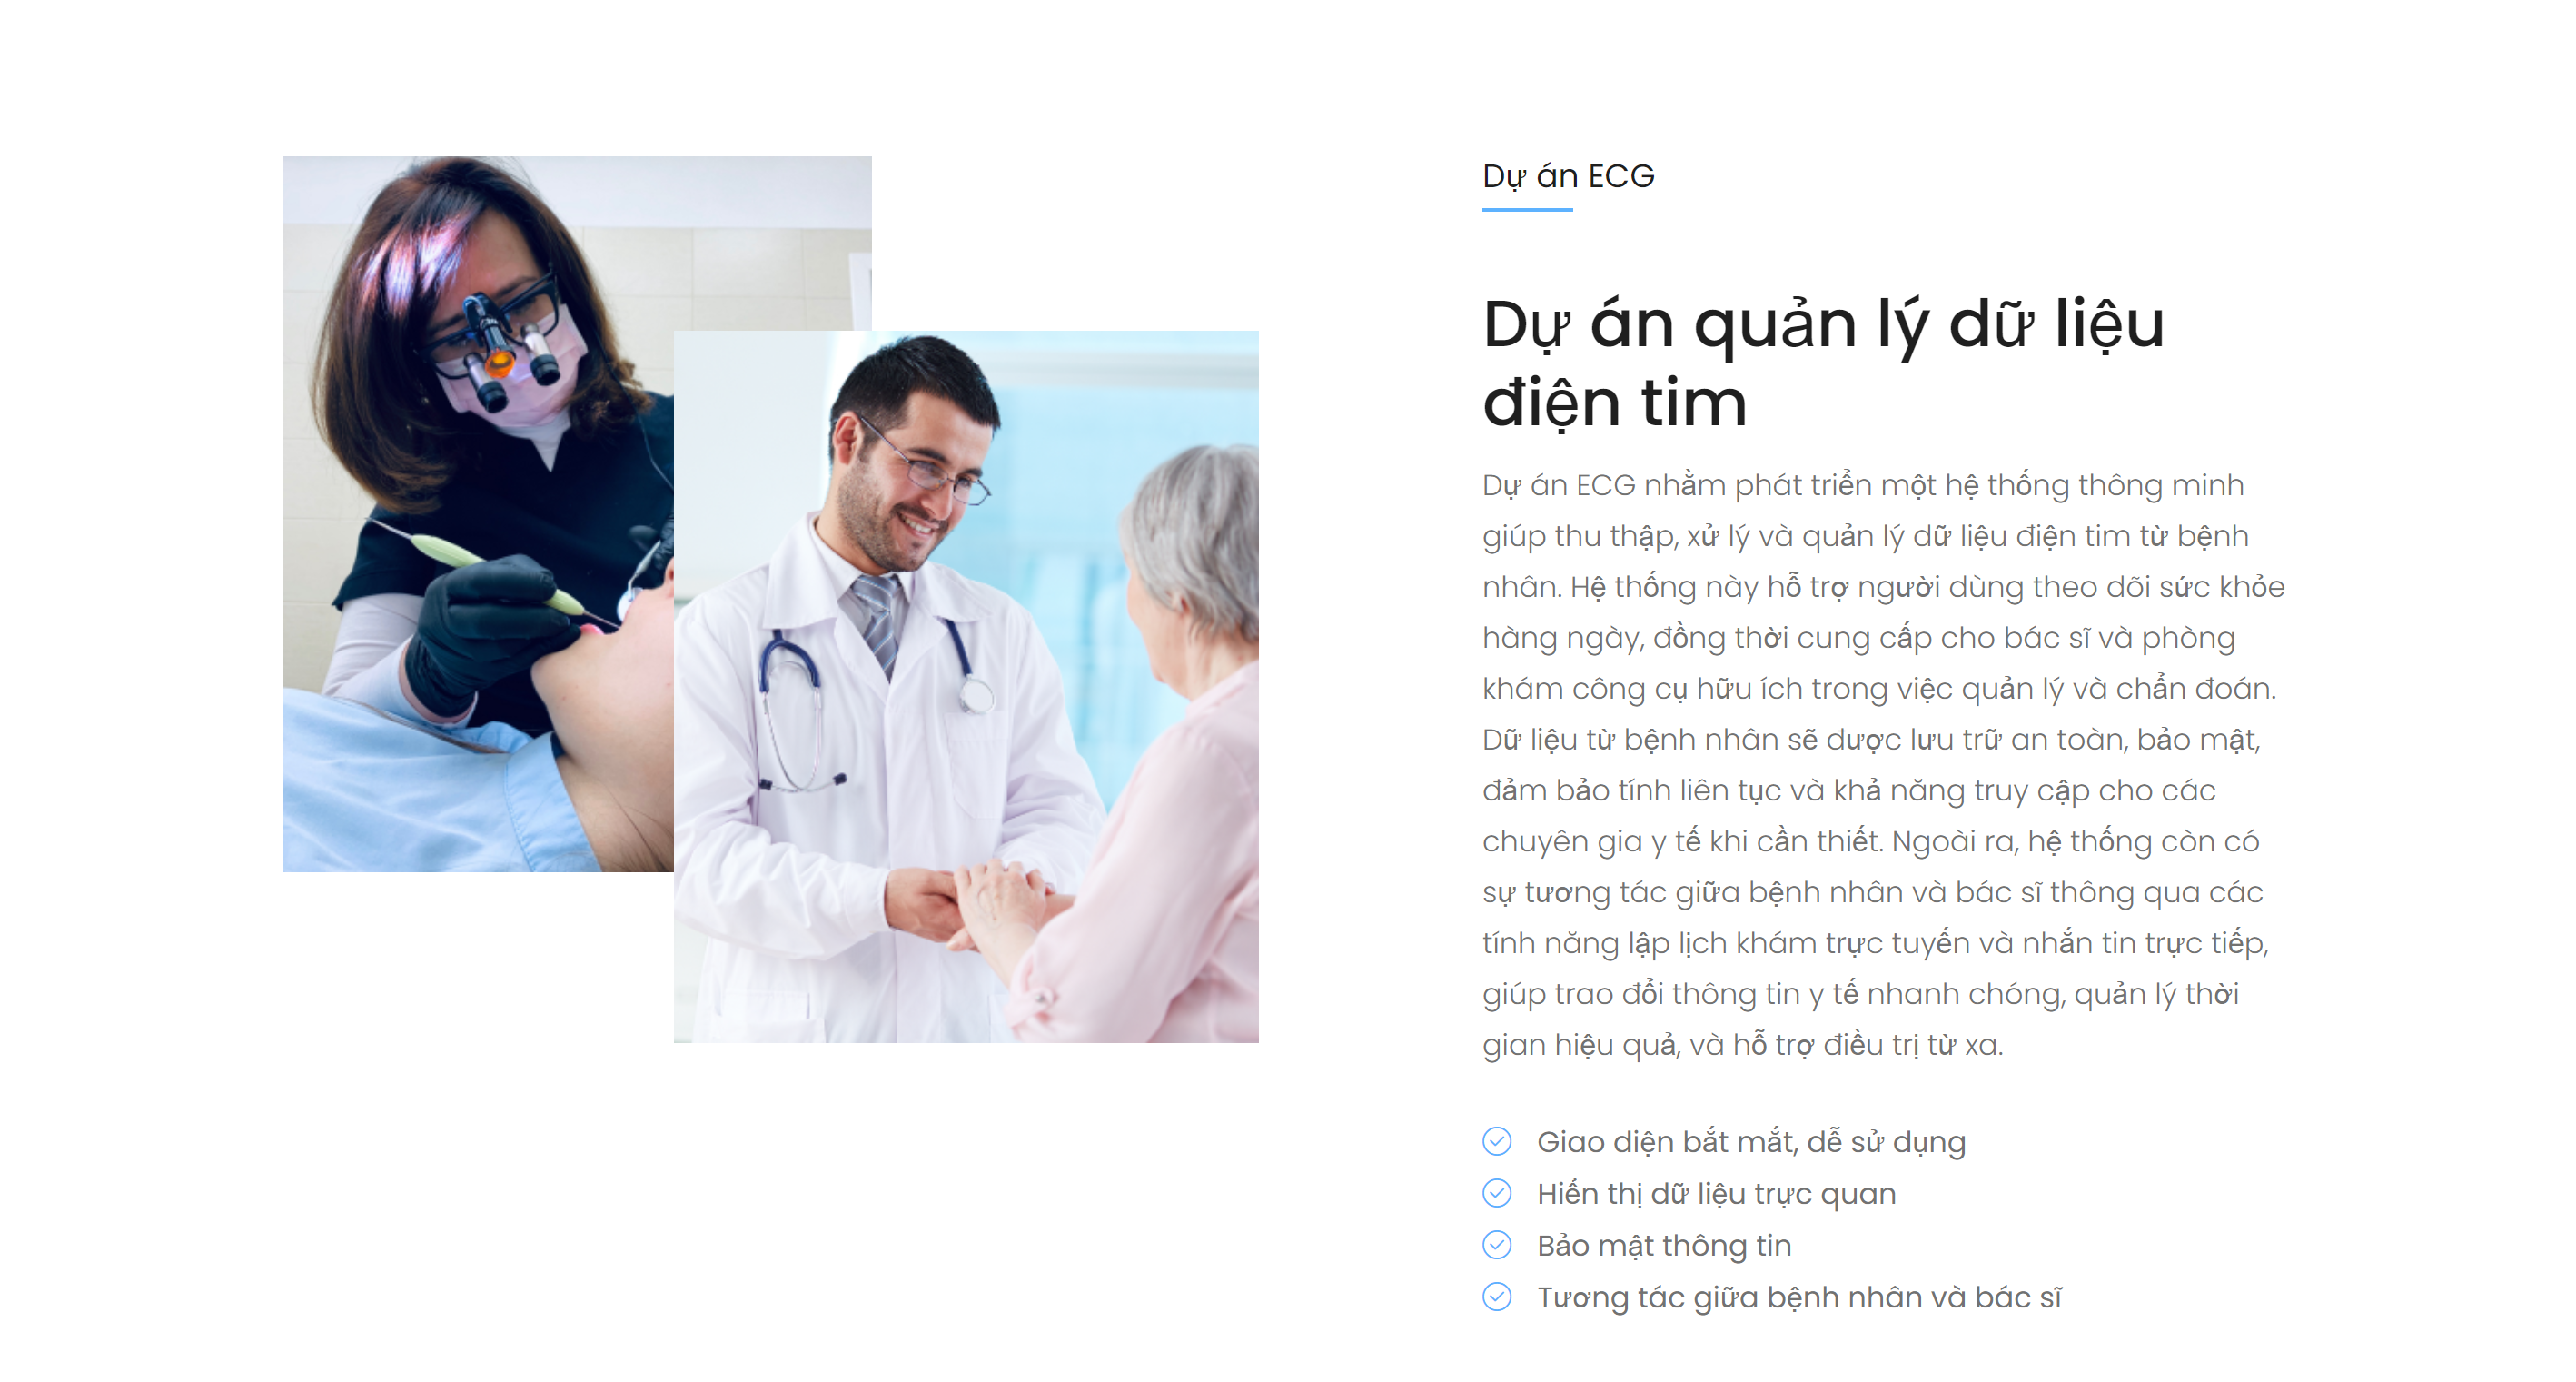 Dự án ECG
Dự án quản lý dữ liệu
điện tim
Dự án ECG nhằm phát triển một hệ thống thông minh
giúp thu thập, xử lý và quản lý dữ liệu điện tim từ bệnh
nhân. Hệ thống này hỗ trợ người dùng theo dõi sức khỏe
hàng ngày, đồng thời cung cấp cho bác sĩ và phòng
khám công cụ hữu ích trong việc quản lý và chẩn đoán.
Dữ liệu từ bệnh nhân sẽ được lưu trữ an toàn, bảo mật,
đảm bảo tính liên tục và khả năng truy cập cho các
chuyên gia y tế khi cần thiết. Ngoài ra, hệ thống còn có
sự tương tác giữa bệnh nhân và bác sĩ thông qua các
tính năng lập lịch khám trực tuyến và nhắn tin trực tiếp,
giúp trao đổi thông tin y tế nhanh chóng, quản lý thời
gian hiệu quả, và hỗ trợ điều trị từ xa.
Giao diện bắt mắt, dễ sử dụng
Hiển thị dữ liệu trực quan
Bảo mật thông tin
Tương tác giữa bệnh nhân và bác sĩ